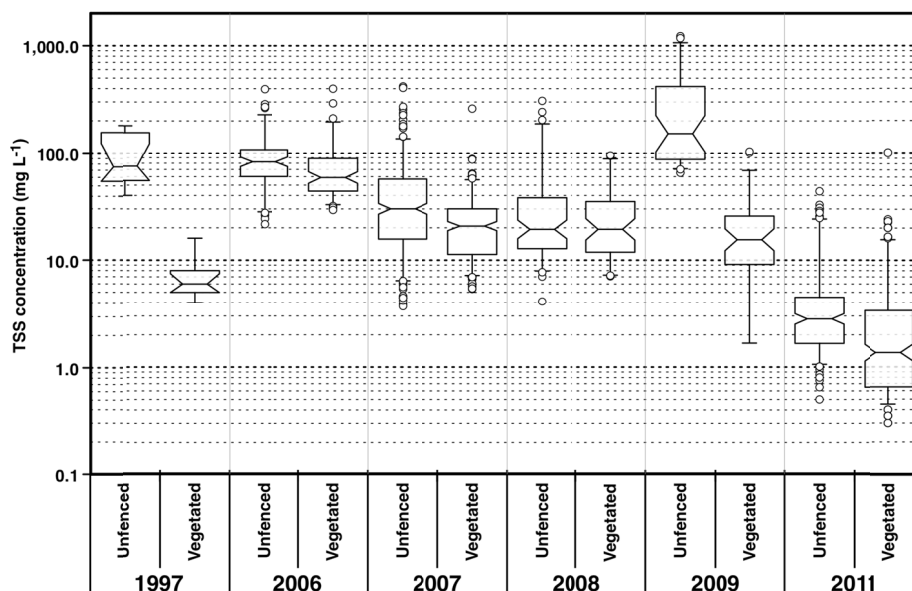 TSS concentration (mg L-1)
1,000.0
100.0
10.0
1.0
0.1
Unfenced Vegetated Unfenced Vegetated Unfenced Vegetated Unfenced Vegetated Unfenced Vegetated Unfenced Vegetated
1997 2006 2007 2008 2009 2011